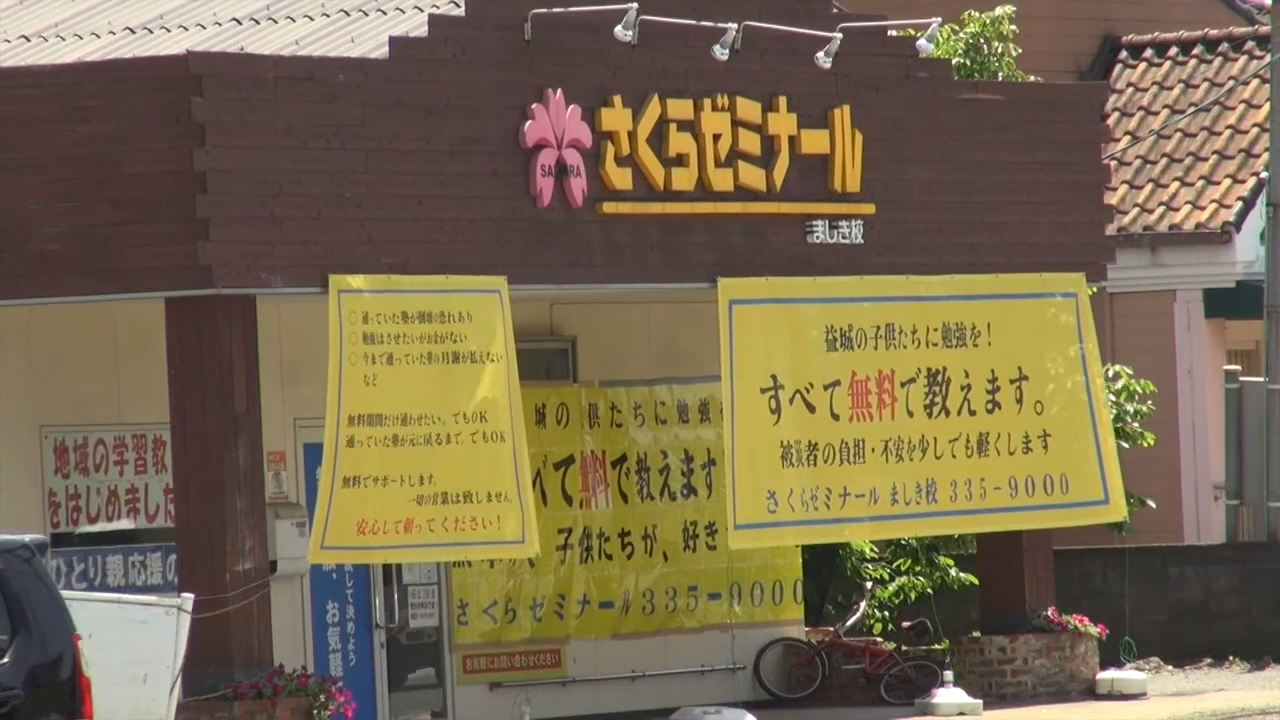 さくらゼミナール
ましき校
○ 通っていた塾が倒壊の恐れあり
○ 勉強はさせたいがお金がない
○ 今まで通っていた塾の月謝が払えない
など
無料期間だけ通わせたい。でもOK
通っていた塾が元に戻るまで。でもOK
無料でサポートします。
一切の営業は致しません。
安心して頼ってください!
益城の子供たちに勉強を!
すべて無料で教えます。
被災者の負担・不安を少しでも軽くします
さくらゼミナール ましき校 335-9000
城の 供たちに勉強
べて無料で教えます
子供たちが、好き
さくらゼミナール335-9000
お気軽にお問い合わせください
地域の学習教
をはじめました
ひとり親応援の
試して決めよう
お気軽